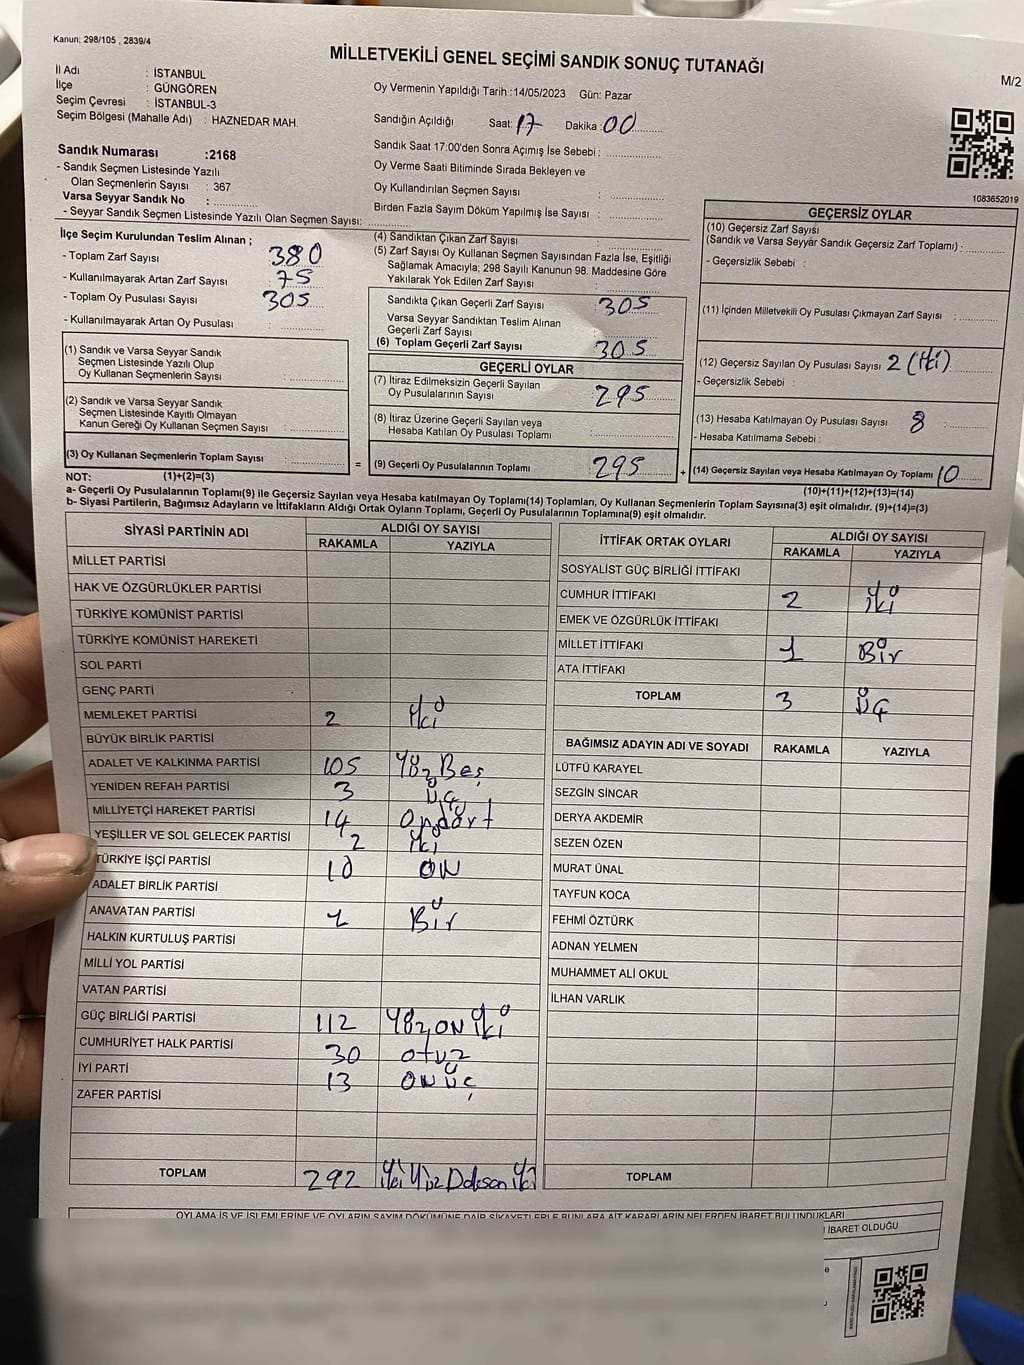 Kanun; 298/105 , 2839/4
MİLLETVEKİLİ GENEL SEÇİMİ SANDIK SONUÇ TUTANAĞI
M/2
İl Adı : İSTANBUL
İlçe : GÜNGÖREN
Seçim Çevresi : İSTANBUL-3
Seçim Bölgesi (Mahalle Adı) : HAZNEDAR MAH.
Sandık Numarası :2168
- Sandık Seçmen Listesinde Yazılı
Olan Seçmenlerin Sayısı : 367
Varsa Seyyar Sandık No :
- Seyyar Sandık Seçmen Listesinde Yazılı Olan Seçmen Sayısı:
Oy Vermenin Yapıldığı Tarih :14/05/2023 Gün: Pazar
Sandığın Açıldığı Saat: 17 Dakika : 00
Sandık Saat 17:00'den Sonra Açımış İse Sebebi :
Oy Verme Saati Bitiminde Sırada Bekleyen ve
Oy Kullandırılan Seçmen Sayısı :
Birden Fazla Sayım Döküm Yapılmış İse Sayısı :
1083652019
İlçe Seçim Kurulundan Teslim Alınan ;
- Toplam Zarf Sayısı : 380
- Kullanılmayarak Artan Zarf Sayısı : 75
- Toplam Oy Pusulası Sayısı : 305
- Kullanılmayarak Artan Oy Pusulası :
(1) Sandık ve Varsa Seyyar Sandık
Seçmen Listesinde Yazılı Olup
Oy Kullanan Seçmenlerin Sayısı :
(2) Sandık ve Varsa Seyyar Sandık
Seçmen Listesinde Kayıtlı Olmayan
Kanun Gereği Oy Kullanan Seçmen Sayısı :
(3) Oy Kullanan Seçmenlerin Toplam Sayısı : =
(4) Sandıktan Çıkan Zarf Sayısı :
(5) Zarf Sayısı Oy Kullanan Seçmen Sayısından Fazla İse, Eşitliği
Sağlamak Amacıyla; 298 Sayılı Kanunun 98. Maddesine Göre
Yakılarak Yok Edilen Zarf Sayısı :
Sandıkta Çıkan Geçerli Zarf Sayısı : 305
Varsa Seyyar Sandıktan Teslim Alınan
Geçerli Zarf Sayısı :
(6) Toplam Geçerli Zarf Sayısı : 305
GEÇERLİ OYLAR
(7) İtiraz Edilmeksizin Geçerli Sayılan
Oy Pusulalarının Sayısı : 295
(8) İtiraz Üzerine Geçerli Sayılan veya
Hesaba Katılan Oy Pusulası Toplamı :
(9) Geçerli Oy Pusulalarının Toplamı : 295 +
GEÇERSİZ OYLAR
(10) Geçersiz Zarf Sayısı
(Sandık ve Varsa Seyyar Sandık Geçersiz Zarf Toplamı) :
- Geçersizlik Sebebi :
(11) İçinden Milletvekili Oy Pusulası Çıkmayan Zarf Sayısı :
(12) Geçersiz Sayılan Oy Pusulası Sayısı : 2 (İki)
- Geçersizlik Sebebi :
(13) Hesaba Katılmayan Oy Pusulası Sayısı : 8
- Hesaba Katılmama Sebebi :
(14) Geçersiz Sayılan veya Hesaba Katılmayan Oy Toplamı : 10
NOT: (1)+(2)=(3)
(10)+(11)+(12)+(13)=(14)
a- Geçerli Oy Pusulalarının Toplamı(9) ile Geçersiz Sayılan veya Hesaba katılmayan Oy Toplamı(14) Toplamları, Oy Kullanan Seçmenlerin Toplam Sayısına(3) eşit olmalıdır. (9)+(14)=(3)
b- Siyasi Partilerin, Bağımsız Adayların ve İttifakların Aldığı Ortak Oyların Toplamı, Geçerli Oy Pusulalarının Toplamına(9) eşit olmalıdır.
SİYASİ PARTİNİN ADI ALDIĞI OY SAYISI
RAKAMLA YAZIYLA
MİLLET PARTİSİ
HAK VE ÖZGÜRLÜKLER PARTİSİ
TÜRKİYE KOMÜNİST PARTİSİ
TÜRKİYE KOMÜNİST HAREKETİ
SOL PARTİ
GENÇ PARTİ
MEMLEKET PARTİSİ 2 İki
BÜYÜK BİRLİK PARTİSİ
ADALET VE KALKINMA PARTİSİ 105 Yüz Beş
YENİDEN REFAH PARTİSİ 3 Üç
MİLLİYETÇİ HAREKET PARTİSİ 14 Ondört
YEŞİLLER VE SOL GELECEK PARTİSİ 2 iki
TÜRKİYE İŞÇİ PARTİSİ 10 ON
ADALET BİRLİK PARTİSİ
ANAVATAN PARTİSİ 1 Bir
HALKIN KURTULUŞ PARTİSİ
MİLLİ YOL PARTİSİ
VATAN PARTİSİ
GÜÇ BİRLİĞİ PARTİSİ 112 Yüz ON iki
CUMHURİYET HALK PARTİSİ 30 otuz
İYİ PARTİ 13 ON üç
ZAFER PARTİSİ
TOPLAM 292 İki Yüz Doksan İki
İTTİFAK ORTAK OYLARI ALDIĞI OY SAYISI
RAKAMLA YAZIYLA
SOSYALİST GÜÇ BİRLİĞİ İTTİFAKI
CUMHUR İTTİFAKI 2 iki
EMEK VE ÖZGÜRLÜK İTTİFAKI
MİLLET İTTİFAKI 1 Bir
ATA İTTİFAKI
TOPLAM 3 üç
BAĞIMSIZ ADAYIN ADI VE SOYADI RAKAMLA YAZIYLA
LÜTFÜ KARAYEL
SEZGİN SİNCAR
DERYA AKDEMİR
SEZEN ÖZEN
MURAT ÜNAL
TAYFUN KOCA
FEHMİ ÖZTÜRK
ADNAN YELMEN
MUHAMMET ALİ OKUL
İLHAN VARLIK
TOPLAM
OYLAMA İŞ VE İŞLEMLERİNE VE OYLARIN SAYIM DÖKÜMÜNE DAİR ŞİKAYETLERLE BUNLARA AİT KARARLARIN NELERDEN İBARET BULUNDUKLARI
İBARET OLDUĞU